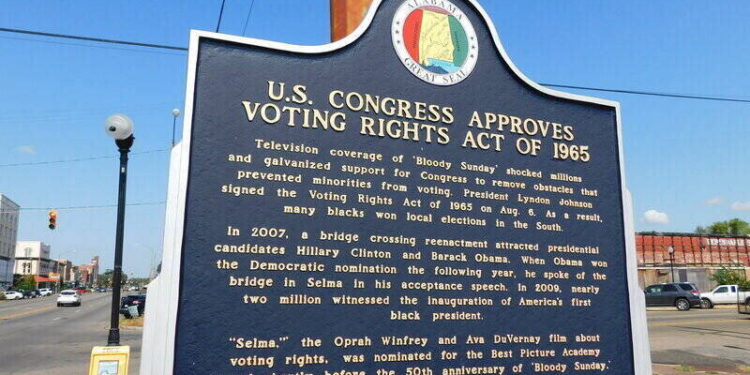 ALABAMA
GREAT SEAL
U.S. CONGRESS APPROVES
VOTING RIGHTS ACT OF 1965
Television coverage of 'Bloody Sunday' shocked millions
and galvanized support for Congress to remove obstacles that
prevented minorities from voting. President Lyndon Johnson
signed the Voting Rights Act of 1965 on Aug. 6. As a result,
many blacks won local elections in the South.
In 2007, a bridge crossing reenactment attracted presidential
candidates Hillary Clinton and Barack Obama. When Obama won
the Democratic nomination the following year, he spoke of the
bridge in Selma in his acceptance speech. In 2009, nearly
two million witnessed the inauguration of America's first
black president.
"Selma," the Oprah Winfrey and Ava DuVernay film about
voting rights, was nominated for the Best Picture Academy
before the 50th anniversary of 'Bloody Sunday.'